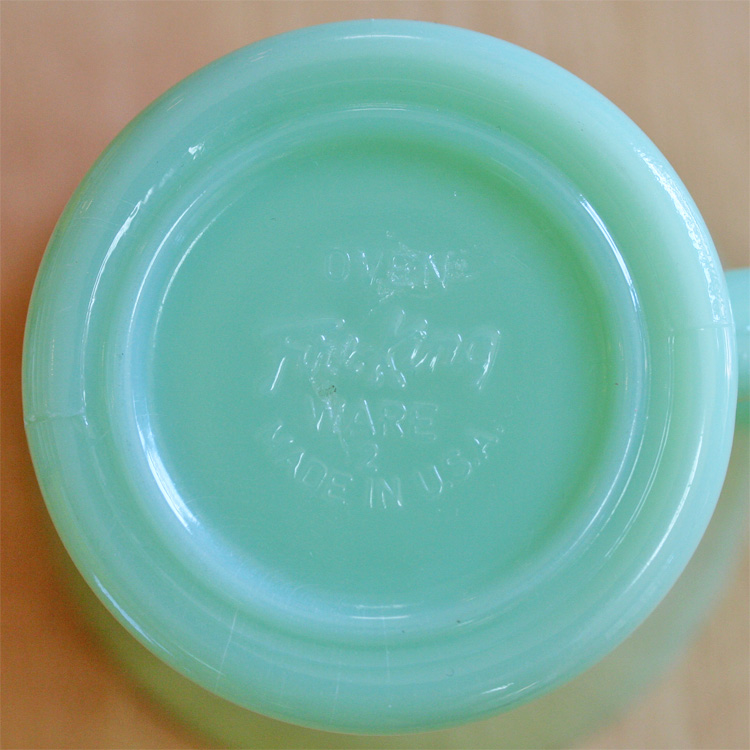 OVEN
Fire-King
WARE
2
MADE IN U.S.A.